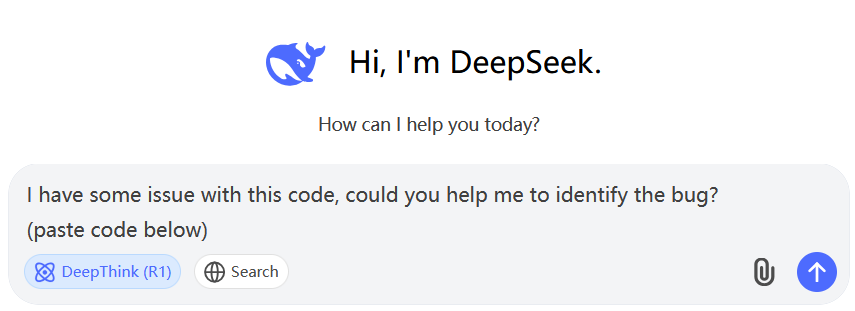 Hi, I'm DeepSeek.
How can I help you today?
I have some issue with this code, could you help me to identify the bug?
(paste code below)
DeepThink (R1)
Search